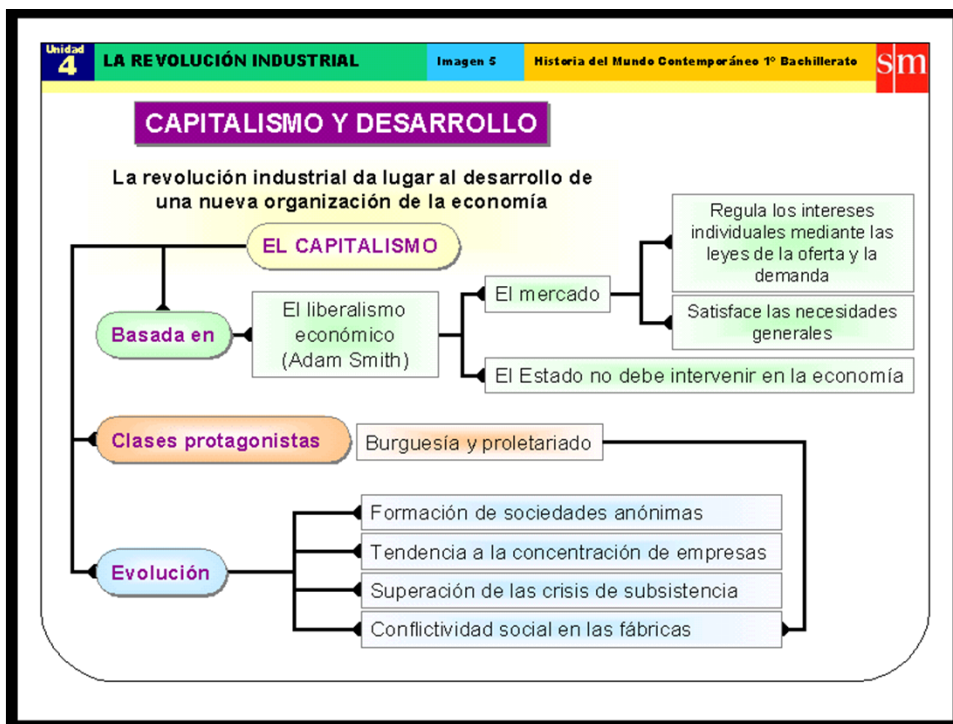 Unidad
4
LA REVOLUCIÓN INDUSTRIAL
Imagen 5
Historia del Mundo Contemporáneo 1º Bachillerato
sm
CAPITALISMO Y DESARROLLO
La revolución industrial da lugar al desarrollo de
una nueva organización de la economía
EL CAPITALISMO
Basada en
El liberalismo
económico
(Adam Smith)
El mercado
Regula los intereses
individuales mediante las
leyes de la oferta y la
demanda
Satisface las necesidades
generales
El Estado no debe intervenir en la economía
Clases protagonistas
Burguesía y proletariado
Evolución
Formación de sociedades anónimas
Tendencia a la concentración de empresas
Superación de las crisis de subsistencia
Conflictividad social en las fábricas